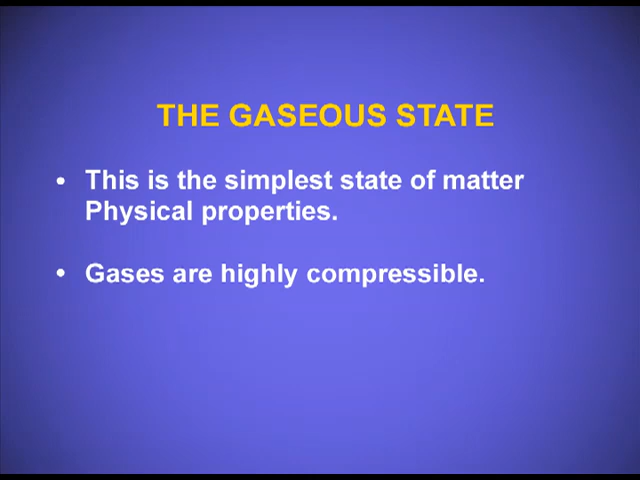 THE GASEOUS STATE
• This is the simplest state of matter
Physical properties.
• Gases are highly compressible.